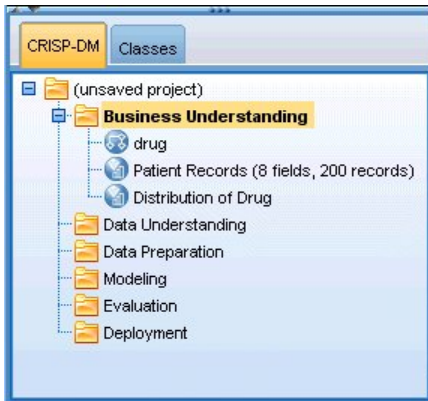 CRISP-DM Classes
(unsaved project)
Business Understanding
drug
Patient Records (8 fields, 200 records)
Distribution of Drug
Data Understanding
Data Preparation
Modeling
Evaluation
Deployment